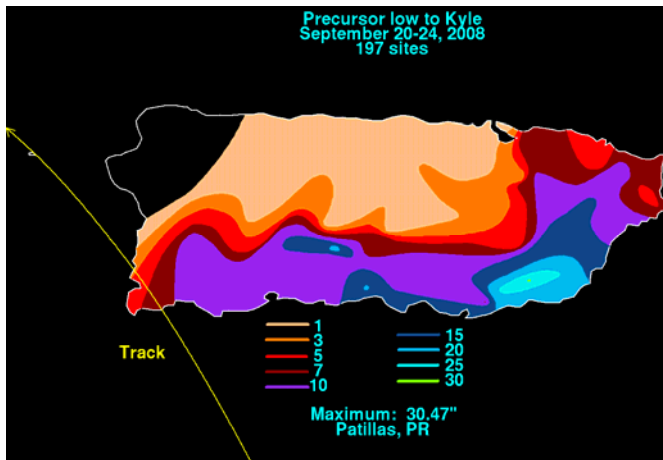 Precursor low to Kyle
September 20-24, 2008
197 sites
Track
1
3
5
7
10
15
20
25
30
Maximum: 30.47"
Patillas, PR